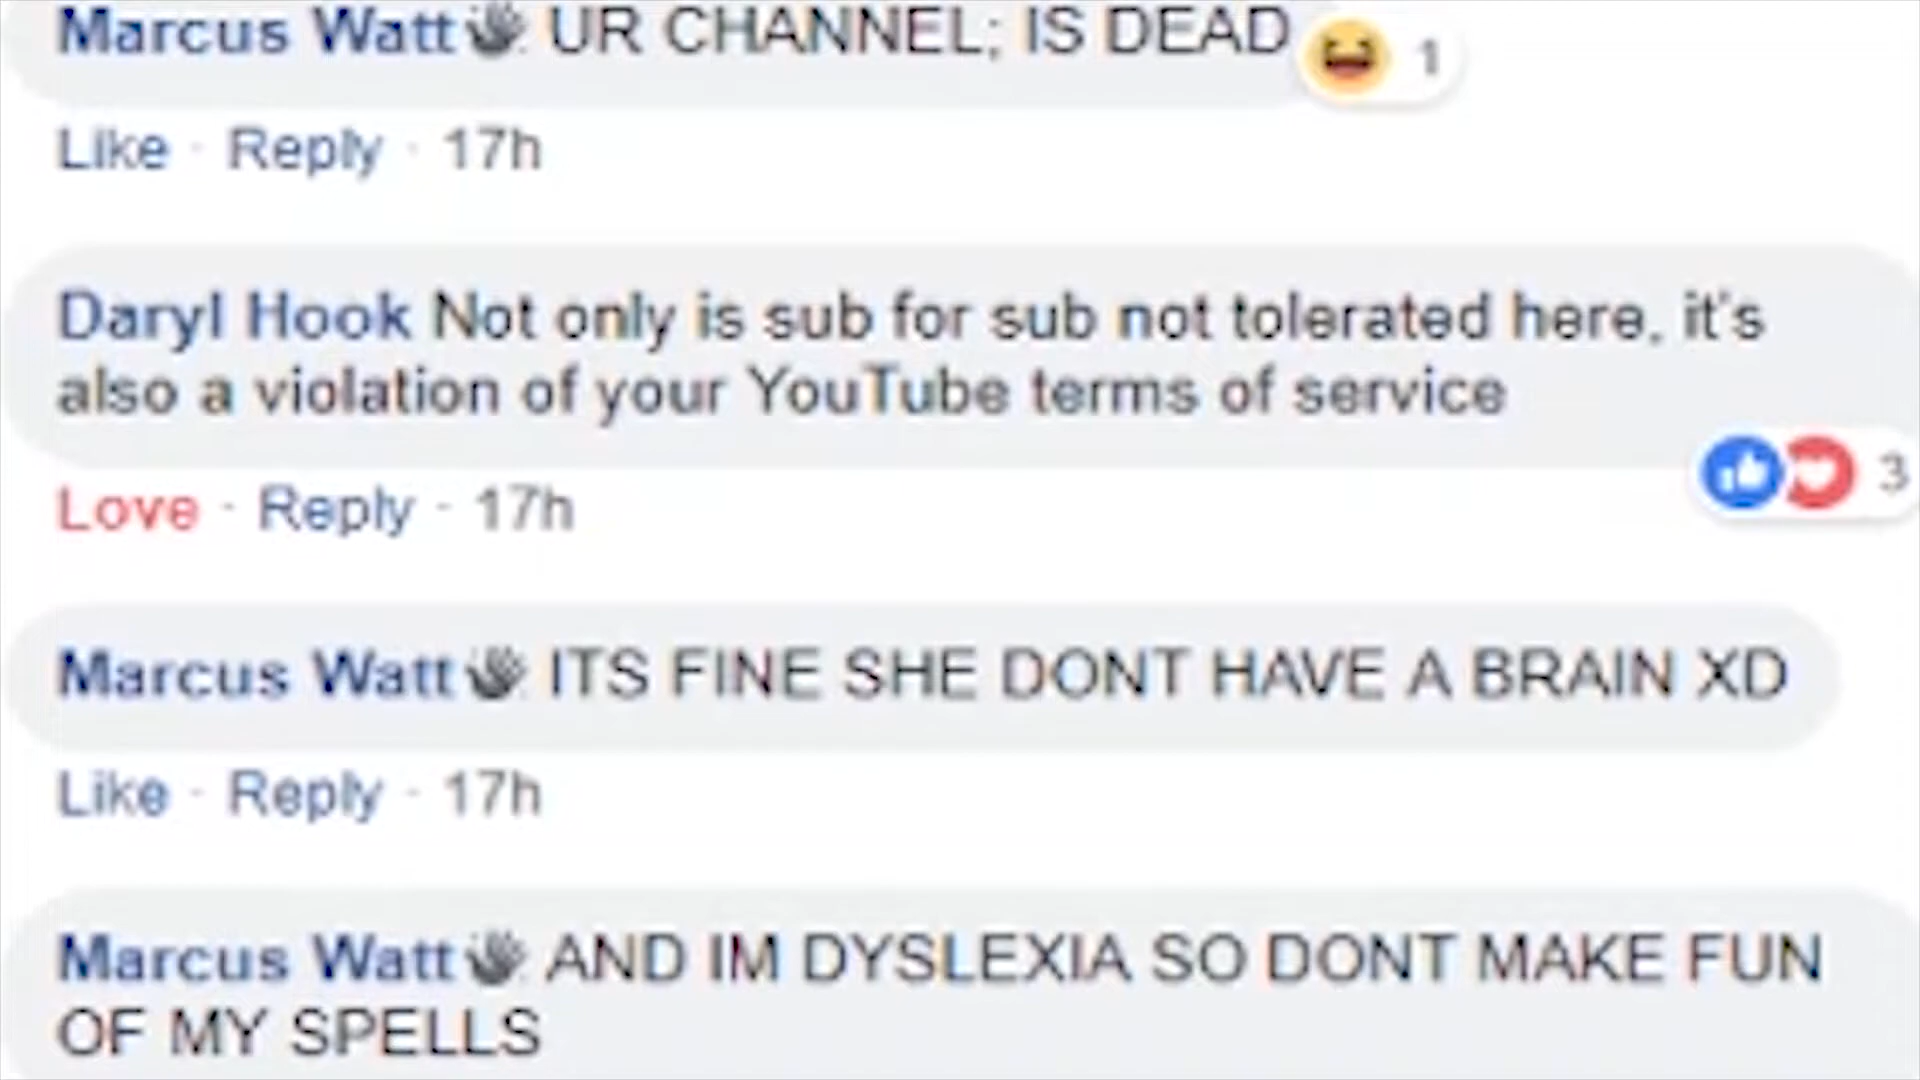 Marcus Watt UR CHANNEL; IS DEAD
1
Like · Reply · 17h
Daryl Hook Not only is sub for sub not tolerated here, it's
also a violation of your YouTube terms of service
3
Love · Reply · 17h
Marcus Watt ITS FINE SHE DONT HAVE A BRAIN XD
Like · Reply · 17h
Marcus Watt AND IM DYSLEXIA SO DONT MAKE FUN
OF MY SPELLS